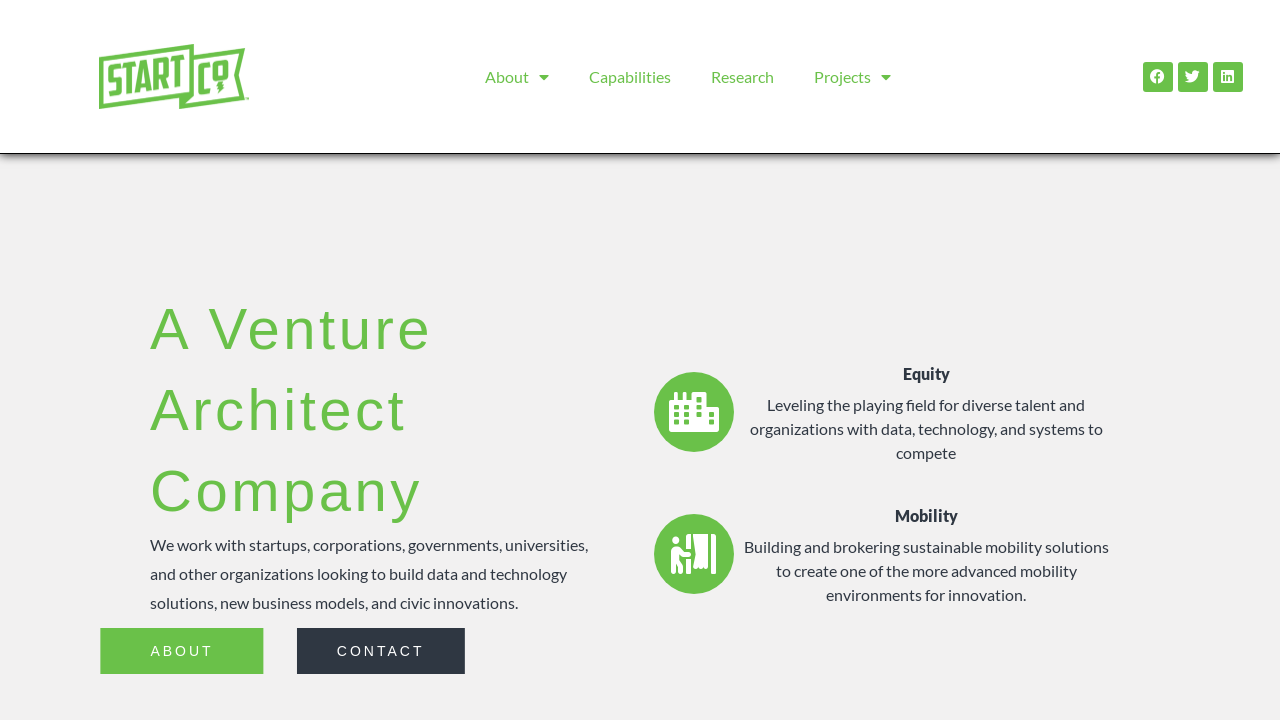 START CO
About
Capabilities
Research
Projects
A Venture
Architect
Company
We work with startups, corporations, governments, universities,
and other organizations looking to build data and technology
solutions, new business models, and civic innovations.
ABOUT
CONTACT
Equity
Leveling the playing field for diverse talent and
organizations with data, technology, and systems to
compete
Mobility
Building and brokering sustainable mobility solutions
to create one of the more advanced mobility
environments for innovation.